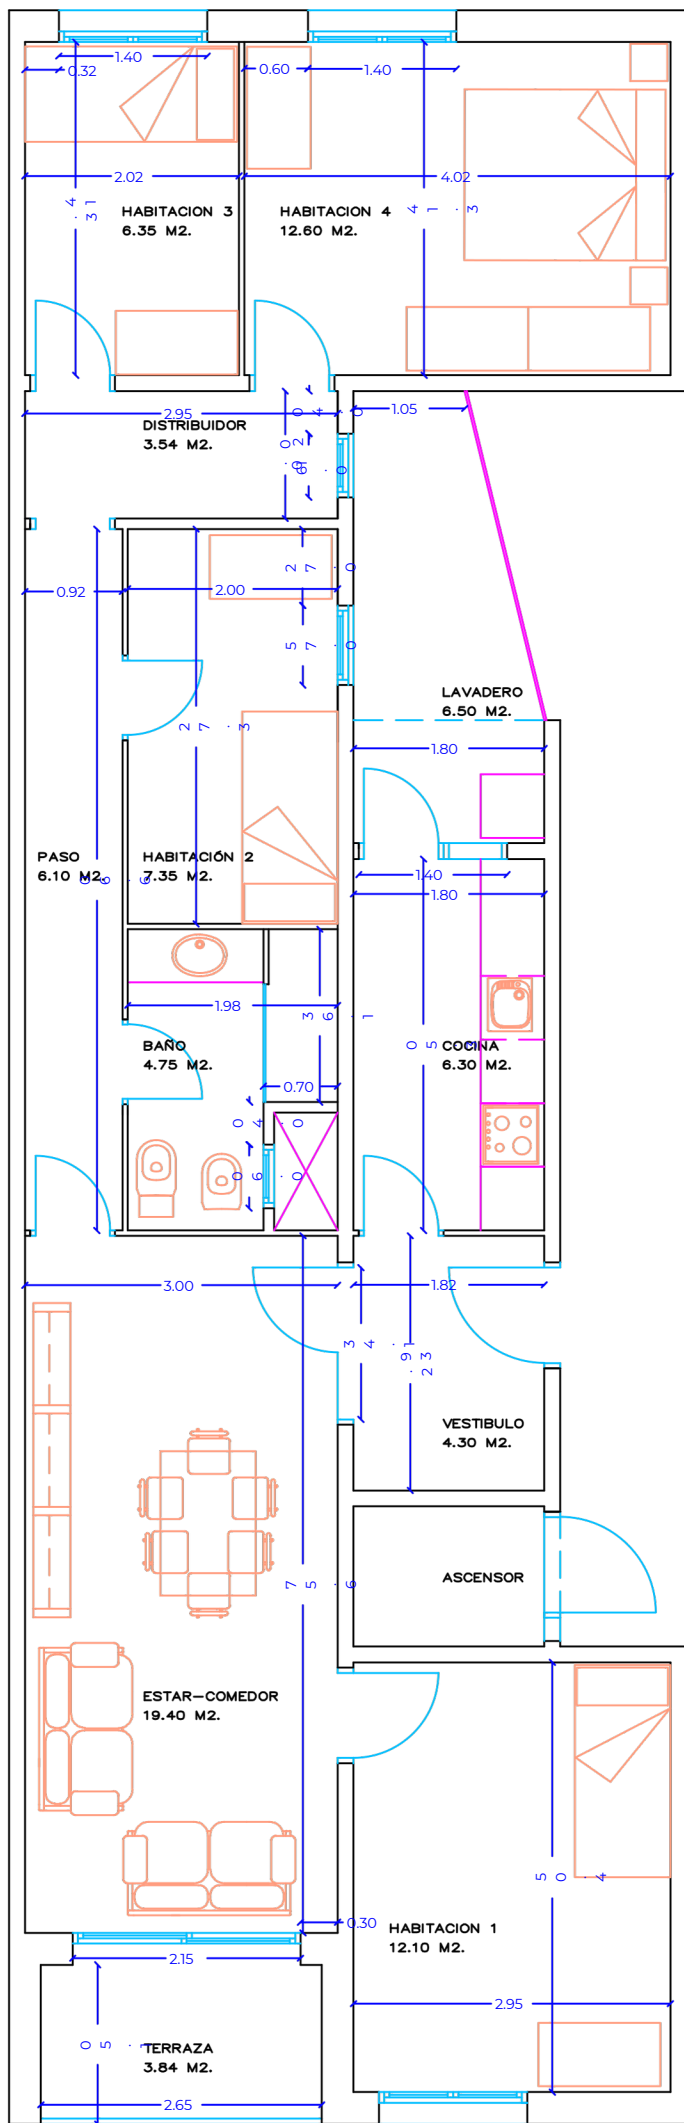 1.40
0.32
0.60
1.40
2.02
4.02
HABITACION 3
6.35 M2.
HABITACION 4
12.60 M2.
2.95
1.05
DISTRIBUIDOR
3.54 M2.
0.92
2.00
LAVADERO
6.50 M2.
1.80
PASO
6.10 M2.
HABITACIÓN 2
7.35 M2.
1.40
1.80
1.98
BAÑO
4.75 M2.
COCINA
6.30 M2.
0.70
3.00
1.82
VESTIBULO
4.30 M2.
ASCENSOR
ESTAR-COMEDOR
19.40 M2.
0.30
HABITACION 1
12.10 M2.
2.15
2.95
TERRAZA
3.84 M2.
2.65